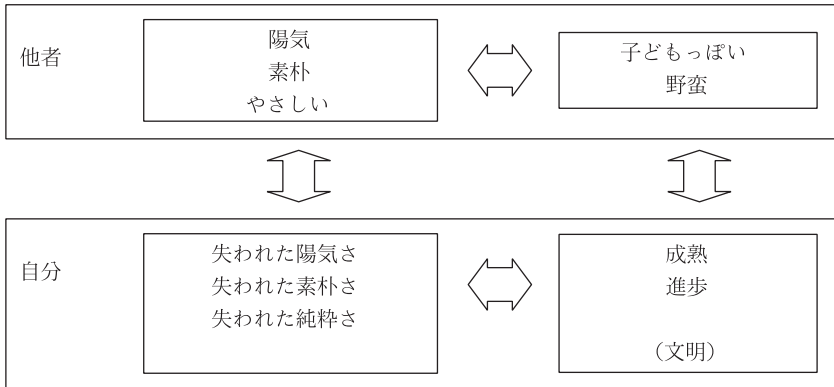 他者
陽気
素朴
やさしい
子どもっぽい
野蛮
自分
失われた陽気さ
失われた素朴さ
失われた純粋さ
成熟
進歩
（文明）